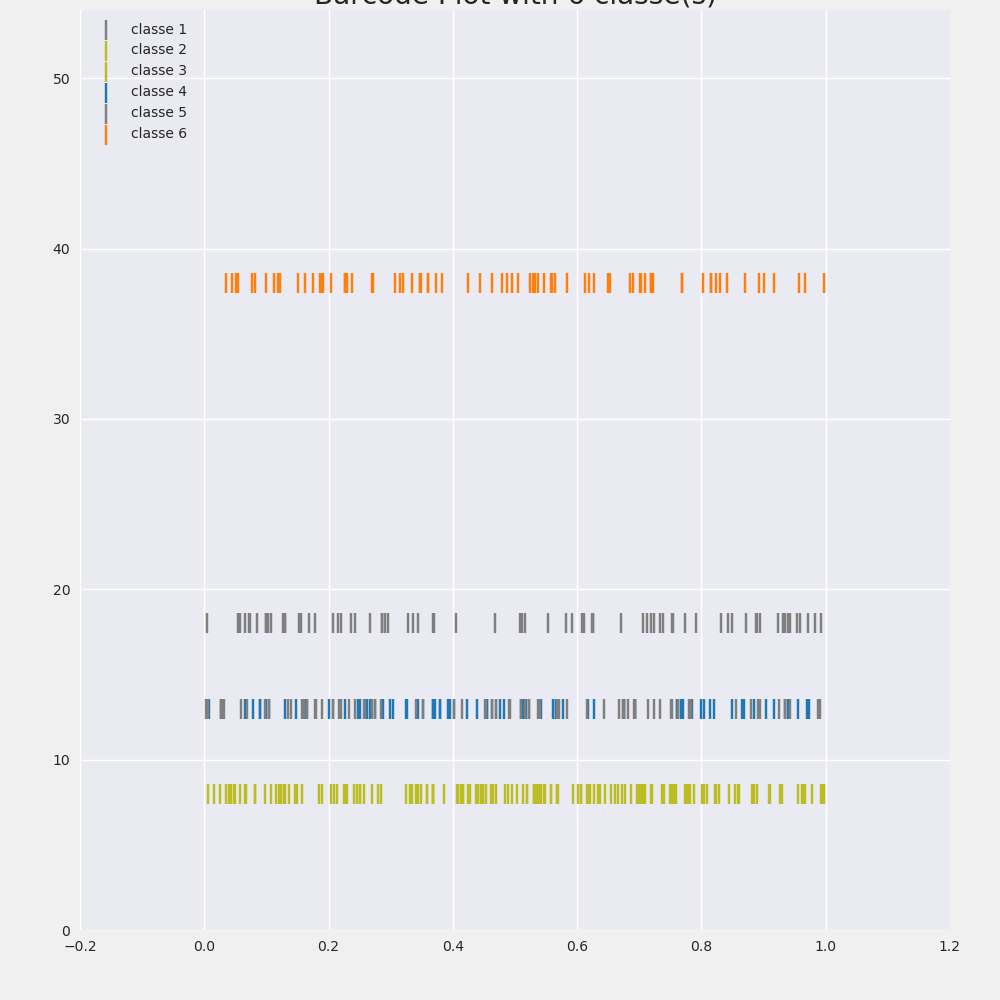 Barcode Plot with 6 classe(s)
classe 1
classe 2
classe 3
classe 4
classe 5
classe 6
50
40
30
20
10
0
−0.2 0.0 0.2 0.4 0.6 0.8 1.0 1.2